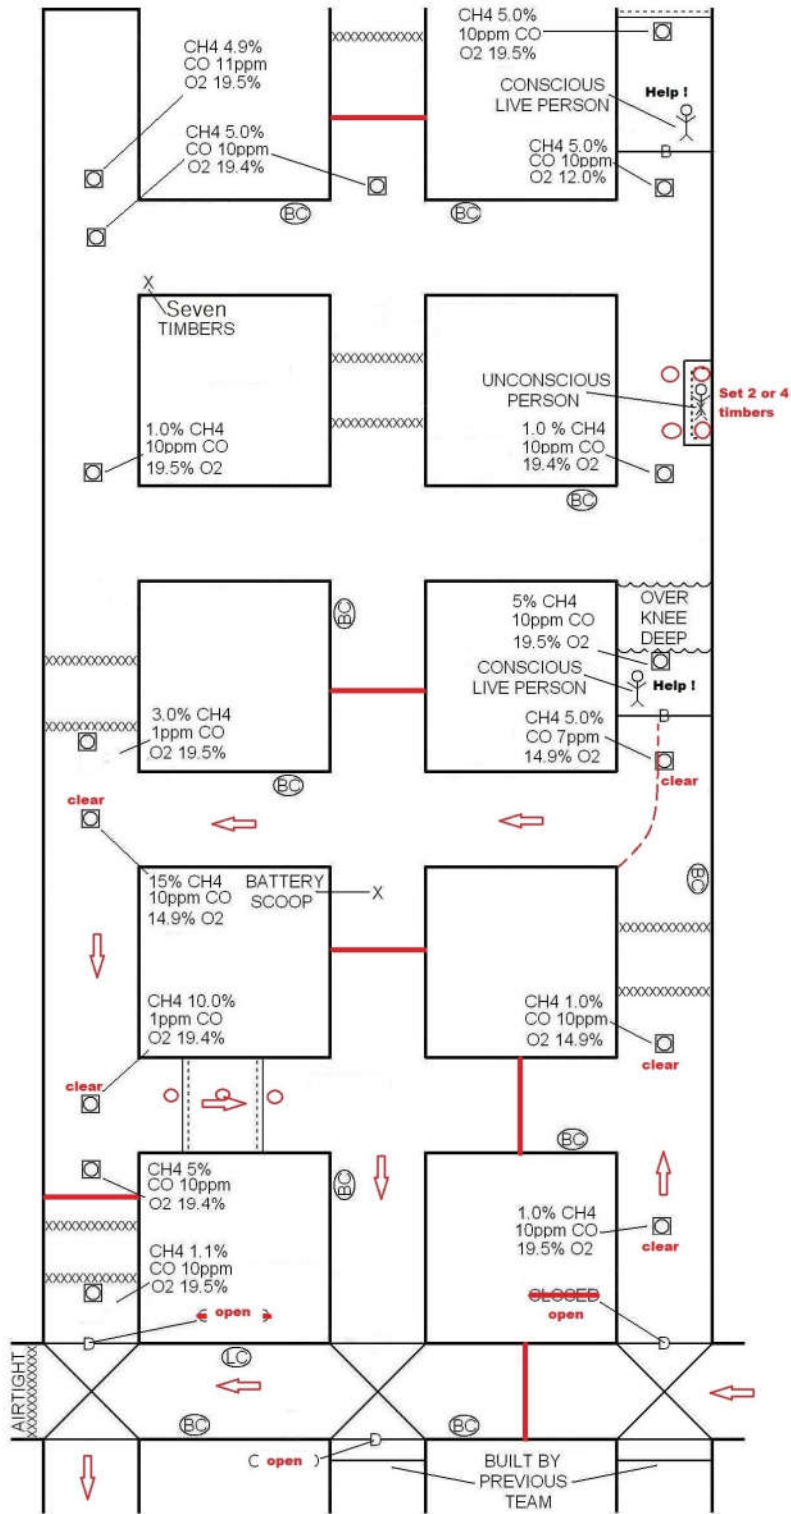 CH4 4.9%
CO 11ppm
O2 19.5%
CH4 5.0%
10ppm CO
O2 19.5%
CONSCIOUS
LIVE PERSON
Help !
CH4 5.0%
CO 10ppm
O2 19.4%
CH4 5.0%
CO 10ppm
O2 12.0%
B
BC
BC
X
Seven
TIMBERS
UNCONSCIOUS
PERSON
Set 2 or 4
timbers
1.0% CH4
10ppm CO
19.5% O2
1.0 % CH4
10ppm CO
19.4% O2
BC
BC
5% CH4
10ppm CO
19.5% O2
OVER
KNEE
DEEP
CONSCIOUS
LIVE PERSON
Help !
B
3.0% CH4
1ppm CO
O2 19.5%
CH4 5.0%
CO 7ppm
14.9% O2
clear
BC
clear
15% CH4
10ppm CO
14.9% O2
BATTERY
SCOOP
X
BC
CH4 10.0%
1ppm CO
O2 19.4%
CH4 1.0%
CO 10ppm
O2 14.9%
clear
clear
BC
CH4 5%
CO 10ppm
O2 19.4%
BC
1.0% CH4
10ppm CO
19.5% O2
clear
CH4 1.1%
CO 10ppm
O2 19.5%
open
CLOSED
open
D
D
AIRTIGHT
LC
BC
BC
D
open
BUILT BY
PREVIOUS
TEAM